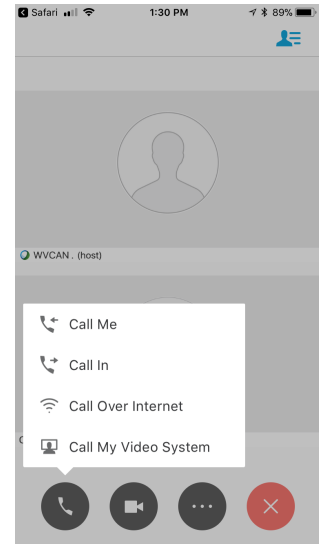 Safari 1:30 PM 89%
WVCAN . (host)
Call Me
Call In
Call Over Internet
Call My Video System